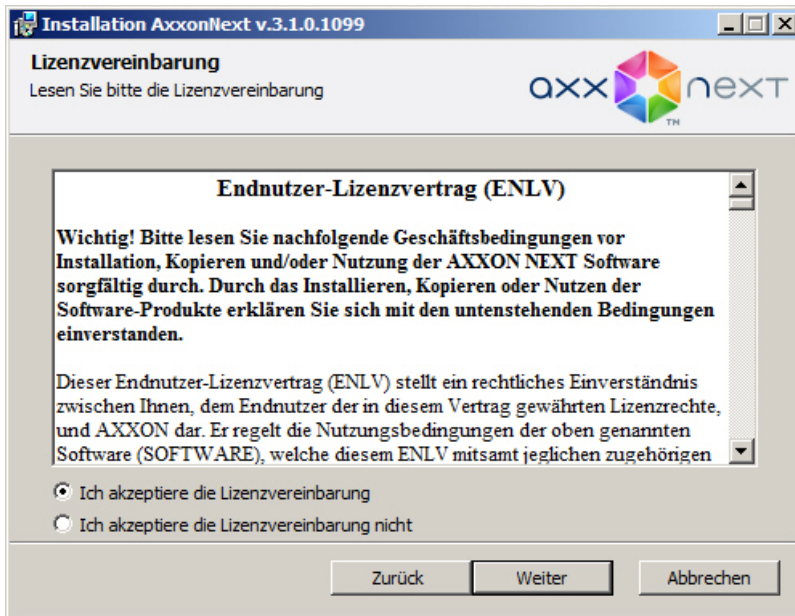 Installation AxxonNext v.3.1.0.1099
Lizenzvereinbarung
Lesen Sie bitte die Lizenzvereinbarung
axx next
TM
Endnutzer-Lizenzvertrag (ENLV)
Wichtig! Bitte lesen Sie nachfolgende Geschäftsbedingungen vor
Installation, Kopieren und/oder Nutzung der AXXON NEXT Software
sorgfältig durch. Durch das Installieren, Kopieren oder Nutzen der
Software-Produkte erklären Sie sich mit den untenstehenden Bedingungen
einverstanden.
Dieser Endnutzer-Lizenzvertrag (ENLV) stellt ein rechtliches Einverständnis
zwischen Ihnen, dem Endnutzer der in diesem Vertrag gewährten Lizenzrechte,
und AXXON dar. Er regelt die Nutzungsbedingungen der oben genannten
Software (SOFTWARE), welche diesem ENLV mitsamt jeglichen zugehörigen
Ich akzeptiere die Lizenzvereinbarung
Ich akzeptiere die Lizenzvereinbarung nicht
Zurück
Weiter
Abbrechen